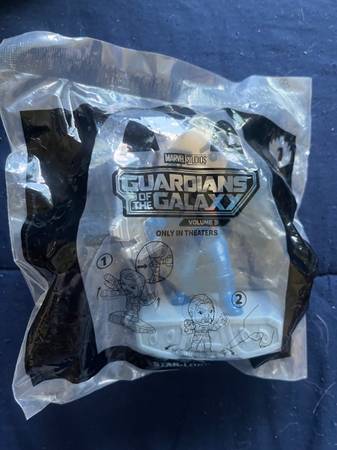 MARVEL STUDIOS
GUARDIANS
OF THE GALAXY
VOLUME 3
ONLY IN THEATERS
1
2
STAR-LORD